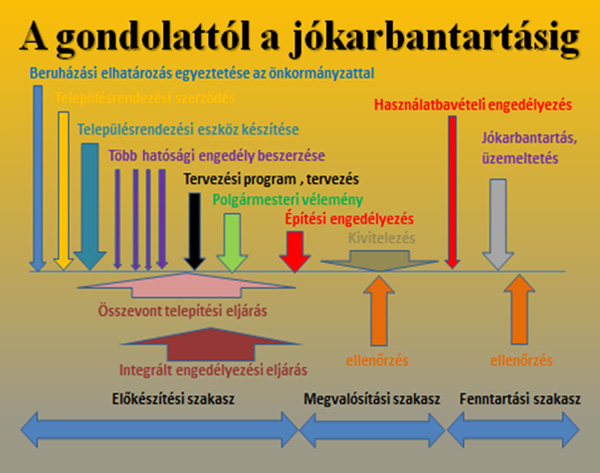 A gondolattól a jókarbantartásig
Beruházási elhatározás egyeztetése az önkormányzattal
Településrendezési szerződés
Használatbavételi engedélyezés
Településrendezési eszköz készítése
Jókarbantartás,
üzemeltetés
Több hatósági engedély beszerzése
Tervezési program , tervezés
Polgármesteri vélemény
Építési engedélyezés
Kivitelezés
Összevont telepítési eljárás
Integrált engedélyezési eljárás
ellenőrzés
ellenőrzés
Előkészítési szakasz
Megvalósítási szakasz
Fenntartási szakasz